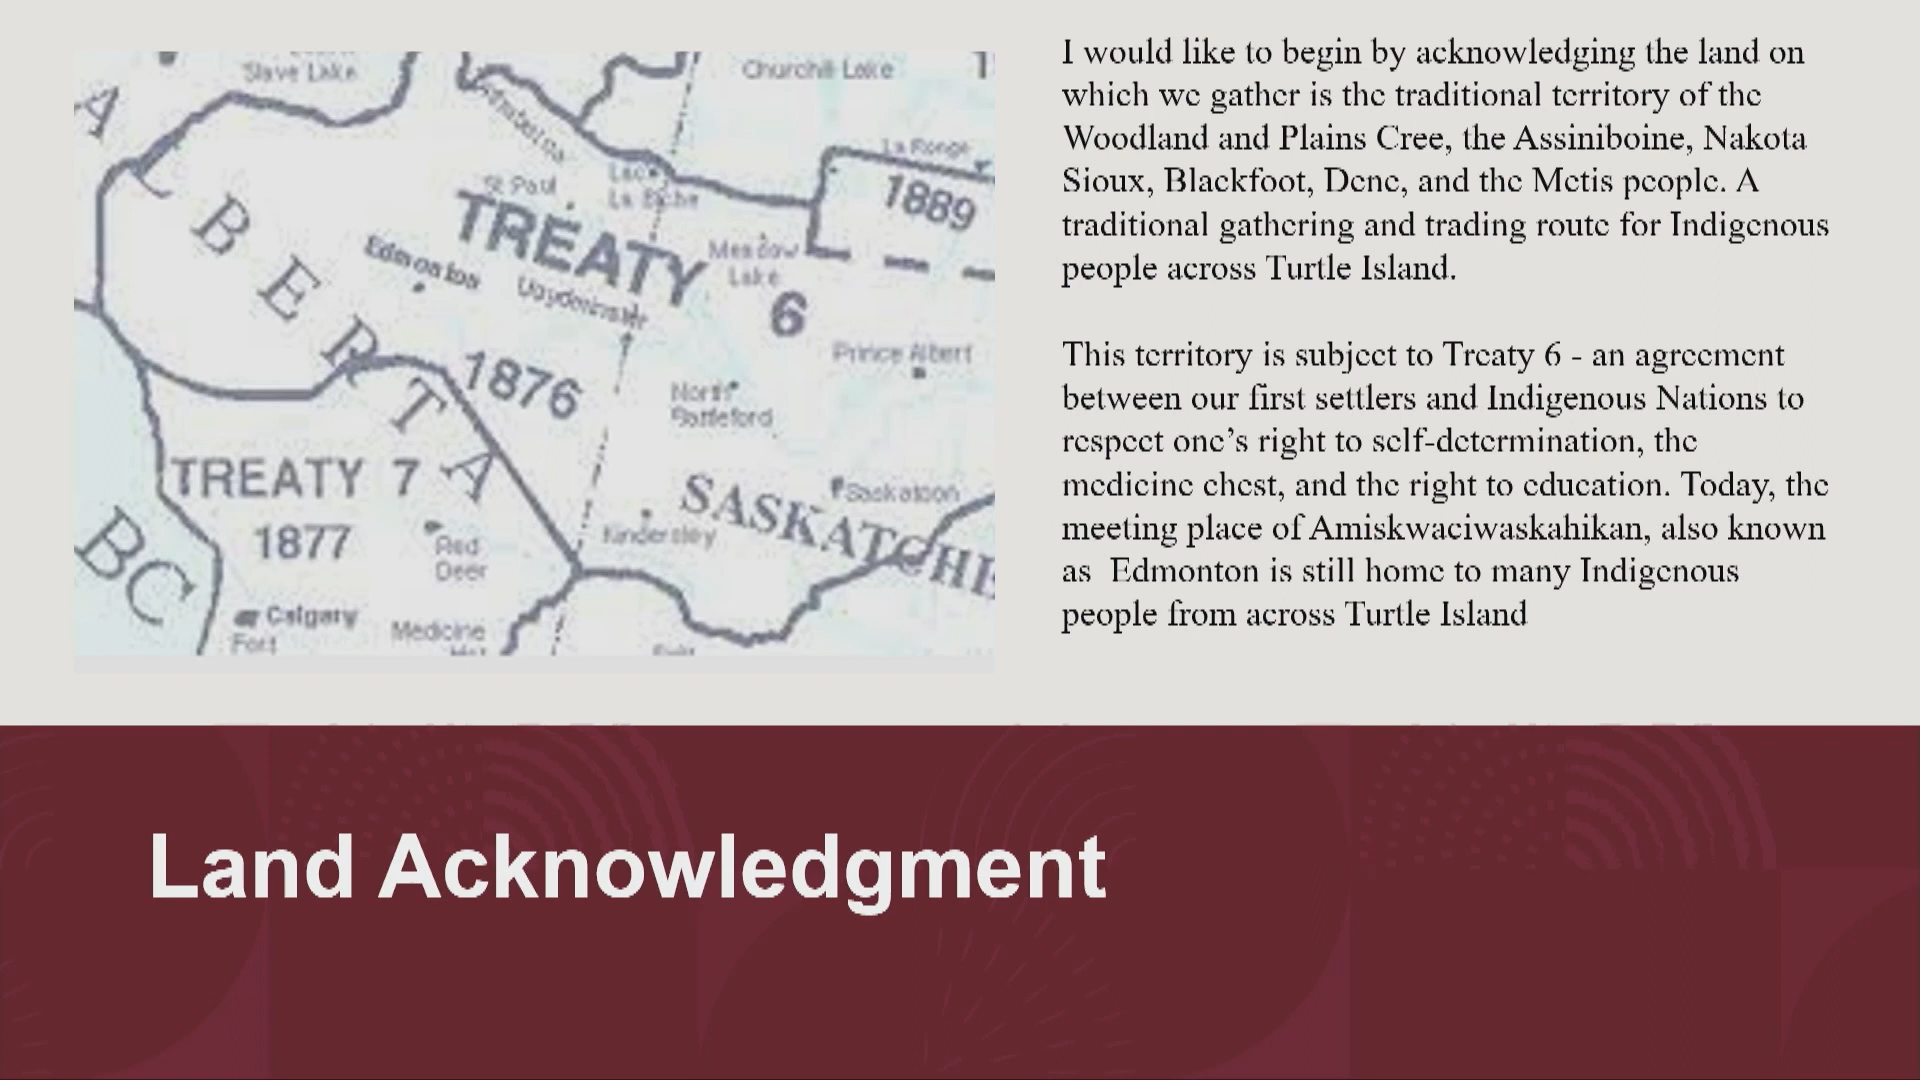 Slave Lake
Churchill Lake
1
Athabasca
La Ronge
1889
St Paul
Lac
La Biche
ALBERTA
TREATY
6
Edmonton
Meadow
Lake
Prince Albert
1876
North
Battleford
TREATY 7
1877
Saskatoon
SASKATCHE
Kindersley
Red
Deer
BC
Calgary
Fort
Medicine
I would like to begin by acknowledging the land on
which we gather is the traditional territory of the
Woodland and Plains Cree, the Assiniboine, Nakota
Sioux, Blackfoot, Dene, and the Metis people. A
traditional gathering and trading route for Indigenous
people across Turtle Island.
This territory is subject to Treaty 6 - an agreement
between our first settlers and Indigenous Nations to
respect one’s right to self-determination, the
medicine chest, and the right to education. Today, the
meeting place of Amiskwaciwaskahikan, also known
as Edmonton is still home to many Indigenous
people from across Turtle Island
Land Acknowledgment